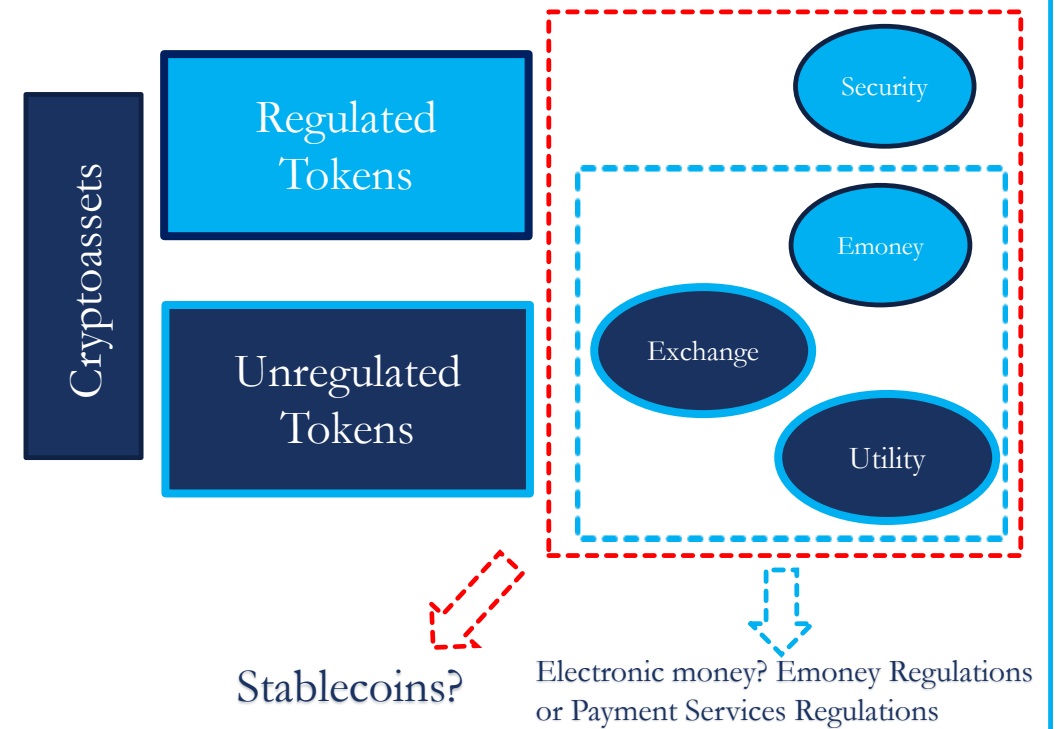 Cryptoassets
Regulated
Tokens
Unregulated
Tokens
Security
Emoney
Exchange
Utility
Stablecoins?
Electronic money? Emoney Regulations
or Payment Services Regulations